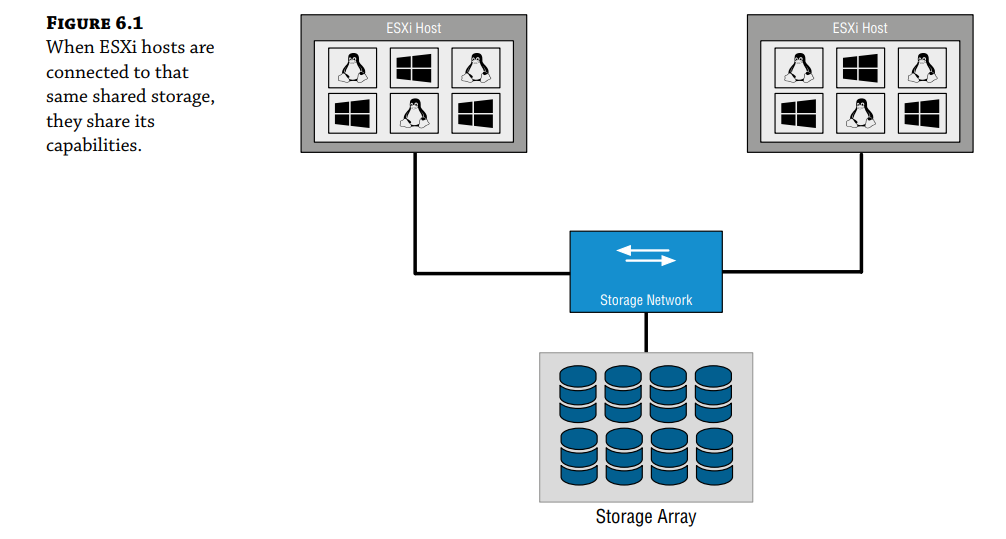 FIGURE 6.1
When ESXi hosts are
connected to that
same shared storage,
they share its
capabilities.
ESXi Host
ESXi Host
Storage Network
Storage Array